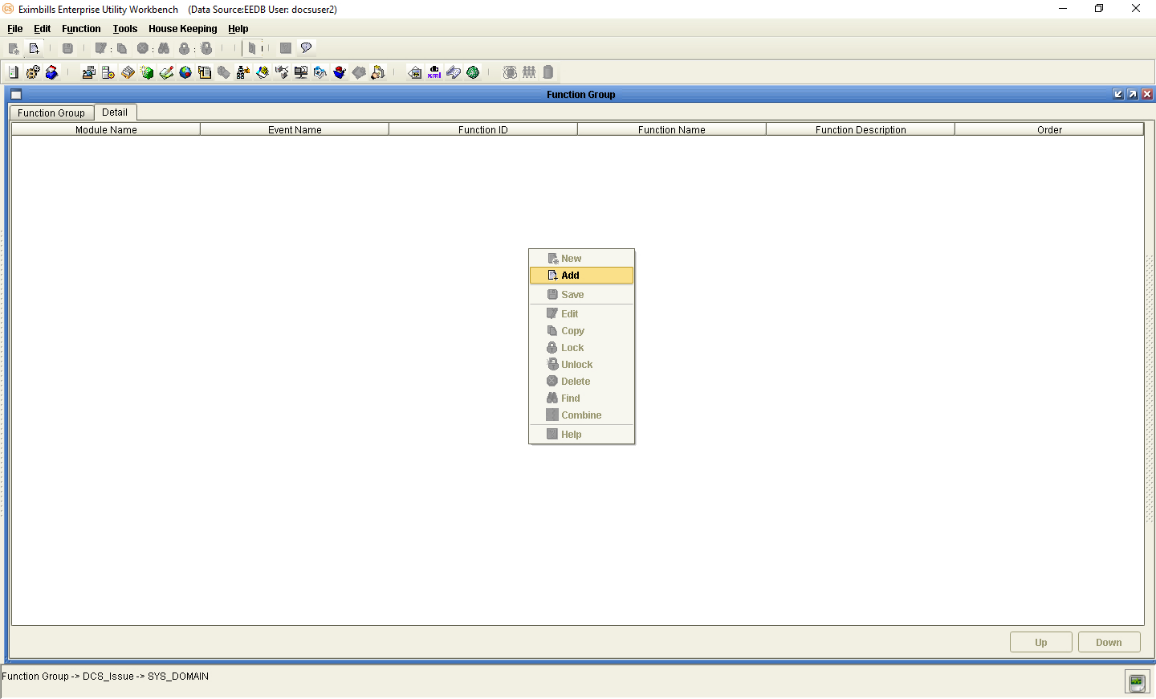 Eximbills Enterprise Utility Workbench (Data Source:EEDB User: docsuser2)
File Edit Function Tools House Keeping Help
Function Group
Function Group Detail
Module Name Event Name Function ID Function Name Function Description Order
New
Add
Save
Edit
Copy
Lock
Unlock
Delete
Find
Combine
Help
Up Down
Function Group -> DCS_Issue -> SYS_DOMAIN